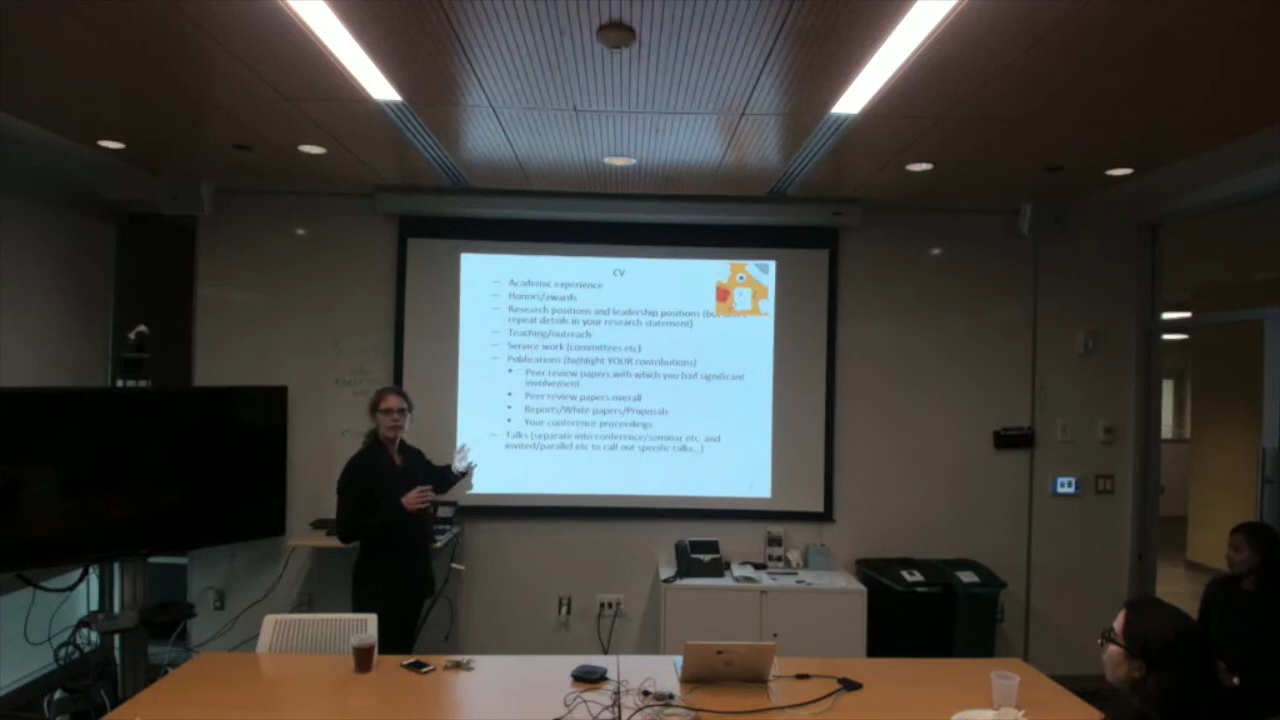 CV
– Academic experience
– Honors/awards
– Research positions and leadership positions (but
repeat details in your research statement)
– Teaching/outreach
– Service work (committees etc)
– Publications (highlight YOUR contributions)
• Peer review papers with which you had significant
involvement
• Peer review papers overall
• Reports/White papers/Proposals
• Your conference proceedings
– Talks (separate into conference/seminar etc and
invited/parallel etc to call out specific talks...)